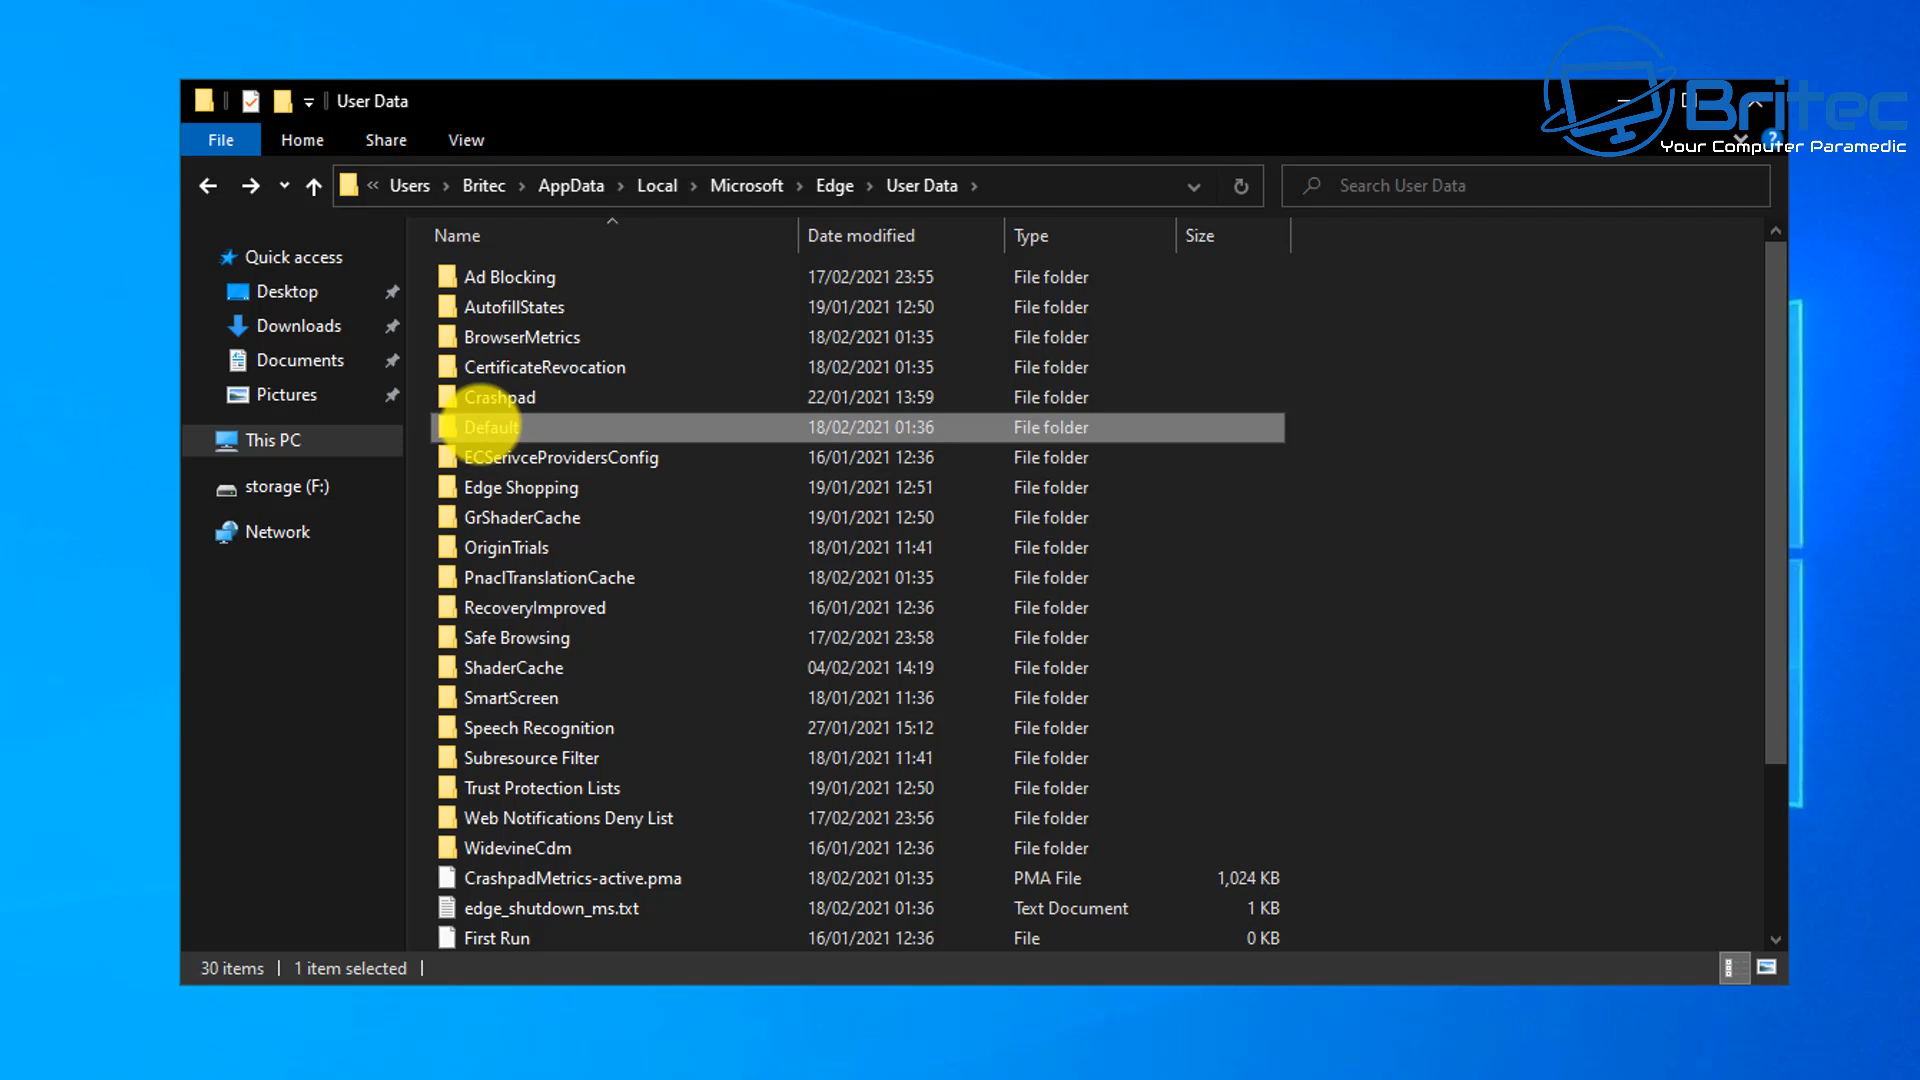 User Data
Britec
Your Computer Paramedic
File Home Share View
« Users › Britec › AppData › Local › Microsoft › Edge › User Data ›
Search User Data
Quick access
Desktop
Downloads
Documents
Pictures
This PC
storage (F:)
Network
Name Date modified Type Size
Ad Blocking 17/02/2021 23:55 File folder
AutofillStates 19/01/2021 12:50 File folder
BrowserMetrics 18/02/2021 01:35 File folder
CertificateRevocation 18/02/2021 01:35 File folder
Crashpad 22/01/2021 13:59 File folder
Default 18/02/2021 01:36 File folder
ECSerivceProvidersConfig 16/01/2021 12:36 File folder
Edge Shopping 19/01/2021 12:51 File folder
GrShaderCache 19/01/2021 12:50 File folder
OriginTrials 18/01/2021 11:41 File folder
PnaclTranslationCache 18/02/2021 01:35 File folder
RecoveryImproved 16/01/2021 12:36 File folder
Safe Browsing 17/02/2021 23:58 File folder
ShaderCache 04/02/2021 14:19 File folder
SmartScreen 18/01/2021 11:36 File folder
Speech Recognition 27/01/2021 15:12 File folder
Subresource Filter 18/01/2021 11:41 File folder
Trust Protection Lists 19/01/2021 12:50 File folder
Web Notifications Deny List 17/02/2021 23:56 File folder
WidevineCdm 16/01/2021 12:36 File folder
CrashpadMetrics-active.pma 18/02/2021 01:35 PMA File 1,024 KB
edge_shutdown_ms.txt 18/02/2021 01:36 Text Document 1 KB
First Run 16/01/2021 12:36 File 0 KB
30 items 1 item selected